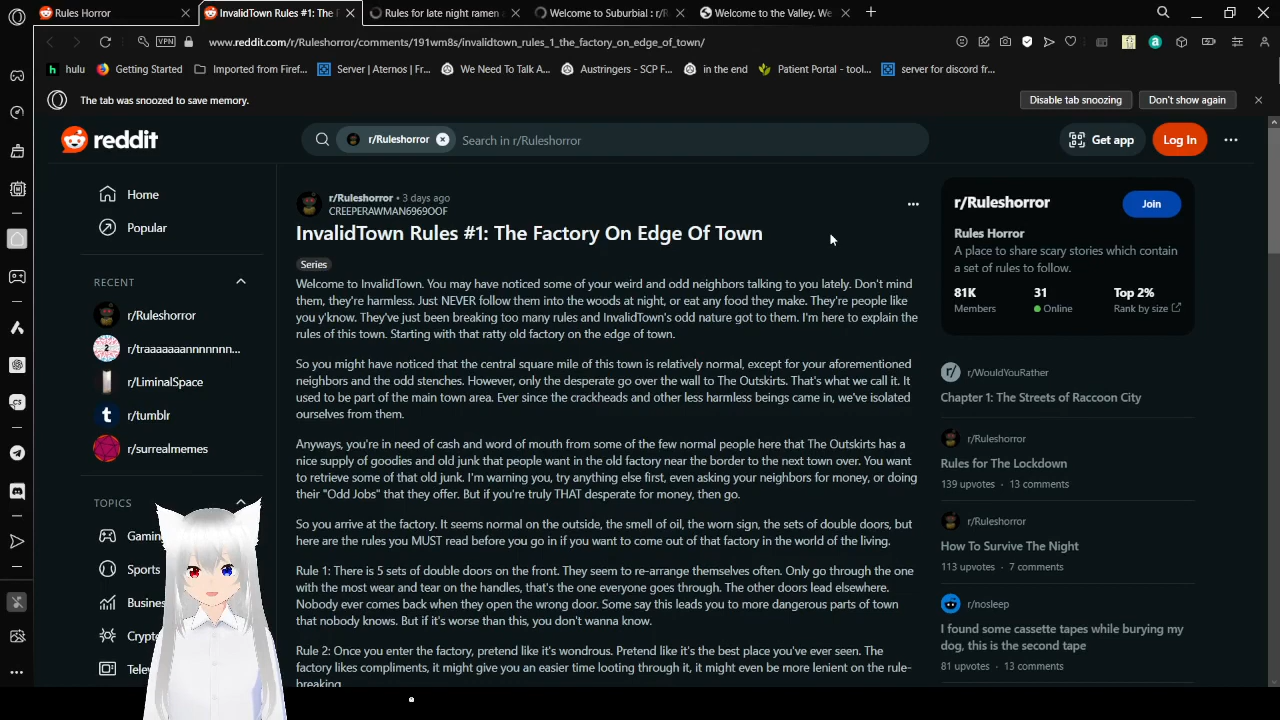 Rules Horror
InvalidTown Rules #1: The F
Rules for late night ramen
Welcome to Suburbial : r/R
Welcome to the Valley. We
VPN
www.reddit.com/r/Ruleshorror/comments/191wm8s/invalidtown_rules_1_the_factory_on_edge_of_town/
hulu
Getting Started
Imported from Firef...
Server | Aternos | Fr...
We Need To Talk A...
Austringers - SCP F...
in the end
Patient Portal - tool...
server for discord fr...
The tab was snoozed to save memory.
Disable tab snoozing
Don't show again
reddit
r/Ruleshorror
Search in r/Ruleshorror
Get app
Log In
Home
Popular
RECENT
r/Ruleshorror
r/traaaaaaannnnnnn...
r/LiminalSpace
r/tumblr
r/surrealmemes
TOPICS
Gamin
Sports
Busine
Crypto
Telev
r/Ruleshorror • 3 days ago
CREEPERAWMAN6969OOF
InvalidTown Rules #1: The Factory On Edge Of Town
Series
Welcome to InvalidTown. You may have noticed some of your weird and odd neighbors talking to you lately. Don't mind
them, they're harmless. Just NEVER follow them into the woods at night, or eat any food they make. They're people like
you y'know. They've just been breaking too many rules and InvalidTown's odd nature got to them. I'm here to explain the
rules of this town. Starting with that ratty old factory on the edge of town.
So you might have noticed that the central square mile of this town is relatively normal, except for your aforementioned
neighbors and the odd stenches. However, only the desperate go over the wall to The Outskirts. That's what we call it. It
used to be part of the main town area. Ever since the crackheads and other less harmless beings came in, we've isolated
ourselves from them.
Anyways, you're in need of cash and word of mouth from some of the few normal people here that The Outskirts has a
nice supply of goodies and old junk that people want in the old factory near the border to the next town over. You want
to retrieve some of that old junk. I'm warning you, try anything else first, even asking your neighbors for money, or doing
their "Odd Jobs" that they offer. But if you're truly THAT desperate for money, then go.
So you arrive at the factory. It seems normal on the outside, the smell of oil, the worn sign, the sets of double doors, but
here are the rules you MUST read before you go in if you want to come out of that factory in the world of the living.
Rule 1: There is 5 sets of double doors on the front. They seem to re-arrange themselves often. Only go through the one
with the most wear and tear on the handles, that's the one everyone goes through. The other doors lead elsewhere.
Nobody ever comes back when they open the wrong door. Some say this leads you to more dangerous parts of town
that nobody knows. But if it's worse than this, you don't wanna know.
Rule 2: Once you enter the factory, pretend like it's wondrous. Pretend like it's the best place you've ever seen. The
factory likes compliments, it might give you an easier time looting through it, it might even be more lenient on the rule-
breaking.
r/Ruleshorror
Join
Rules Horror
A place to share scary stories which contain
a set of rules to follow.
81K
31
Top 2%
Members
Online
Rank by size
r/WouldYouRather
Chapter 1: The Streets of Raccoon City
r/Ruleshorror
Rules for The Lockdown
139 upvotes • 13 comments
r/Ruleshorror
How To Survive The Night
113 upvotes • 7 comments
r/nosleep
I found some cassette tapes while burying my
dog, this is the second tape
81 upvotes • 13 comments